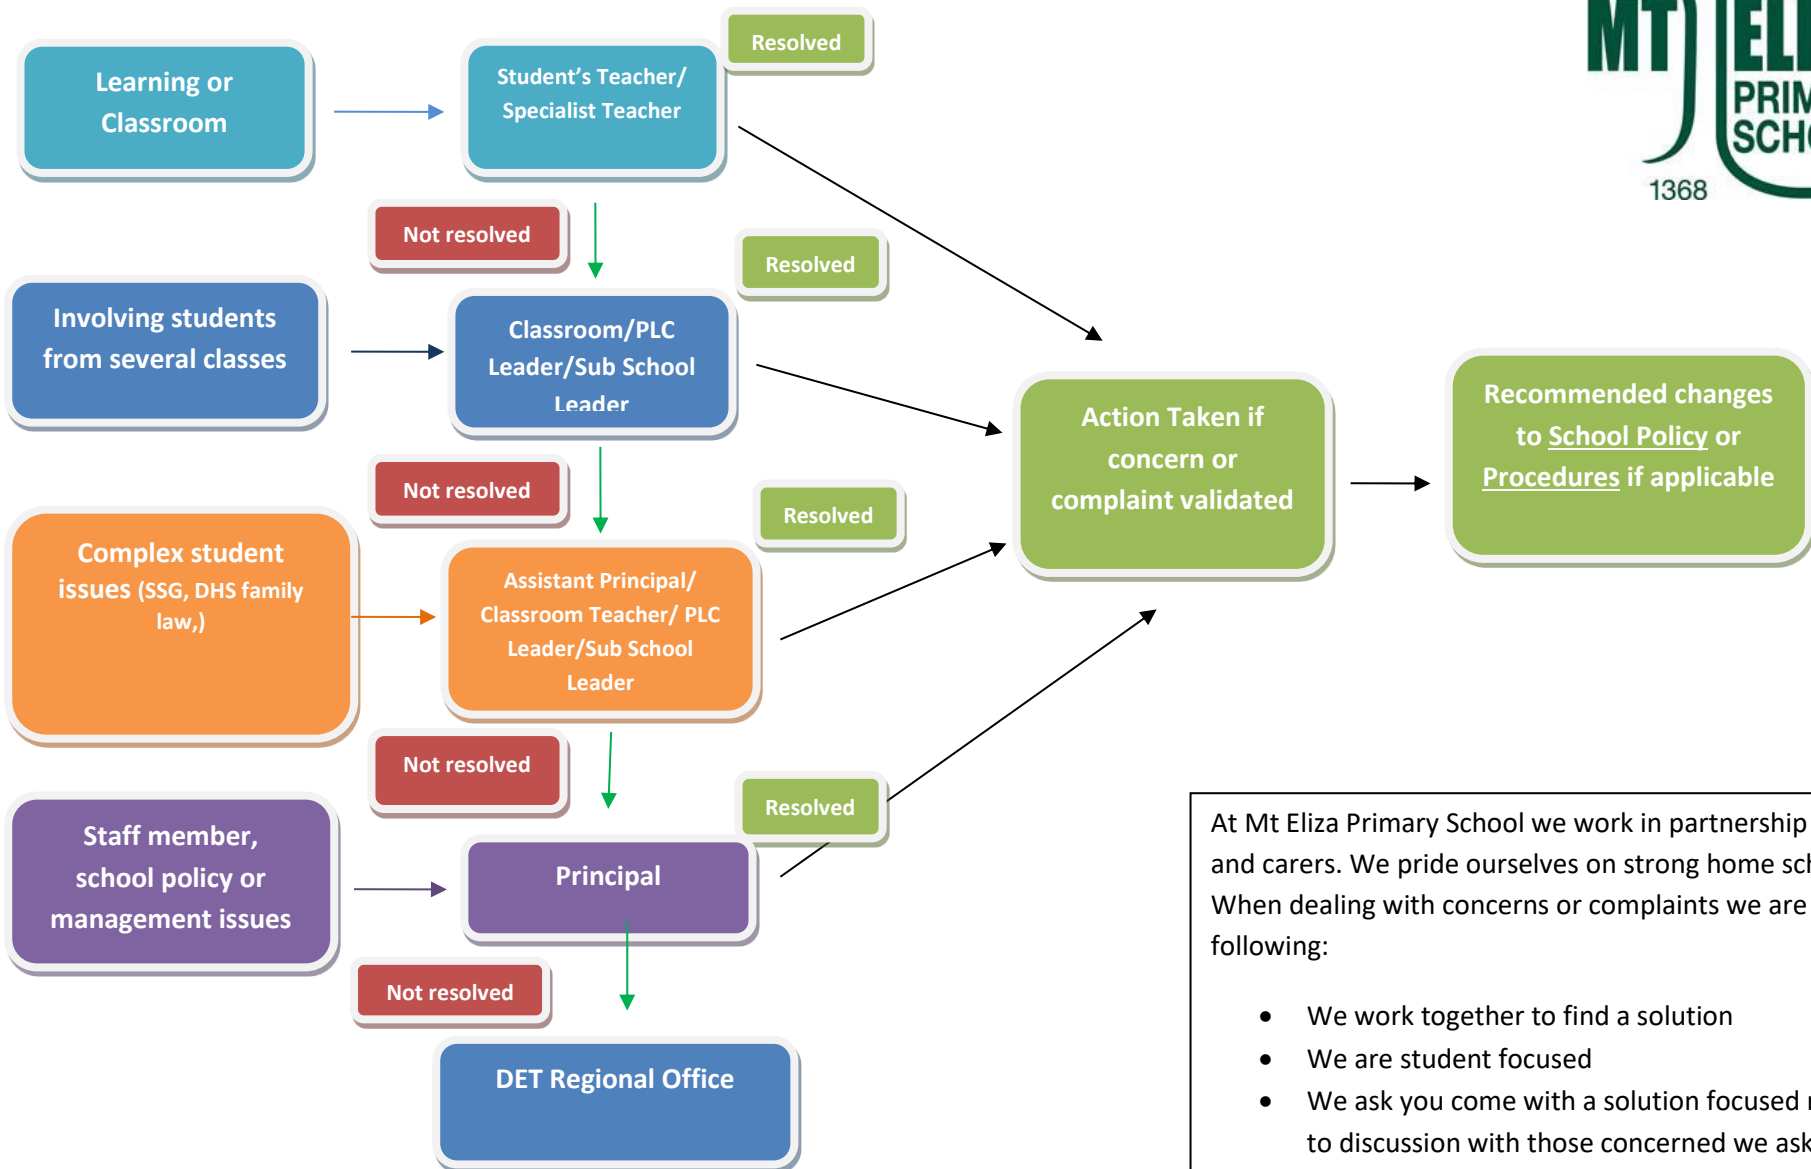 Resolved
MT
PRIM
1368
Learning or
Classroom
Student's Teacher/
Specialist Teacher
Not resolved
Resolved
Involving students
from several classes
Classroom/PLC
Leader/Sub School
Leader
Not resolved
Resolved
Complex student
issues (SSG, DHS family
law,)
Assistant Principal/
Classroom Teacher/ PLC
Leader/Sub School
Leader
Not resolved
Resolved
Staff member,
school policy or
management issues
Principal
Not resolved
DET Regional Office
Action Taken if
concern or
complaint validated
Recommended changes
to School Policy or
Procedures if applicable
At Mt Eliza Primary School we work in partnership
and carers. We pride ourselves on strong home
When dealing with concerns or complaints we are
following:
• We work together to find a solution
• We are student focused
• We ask you come with a solution focused
to discussion with those concerned we ask